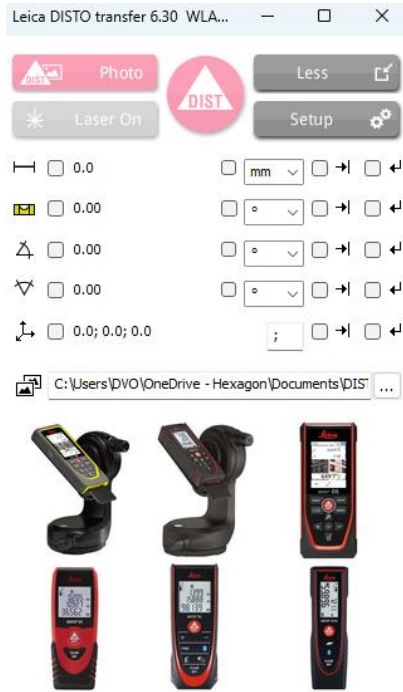 Leica DISTO transfer 6.30 WLA...
DIST
Photo
Less
DIST
Laser On
Setup
0.0
mm
0.00
°
0.00
°
0.00
°
0.0; 0.0; 0.0
;
C:\Users\DVO\OneDrive - Hexagon\Documents\DIST
...
Leica